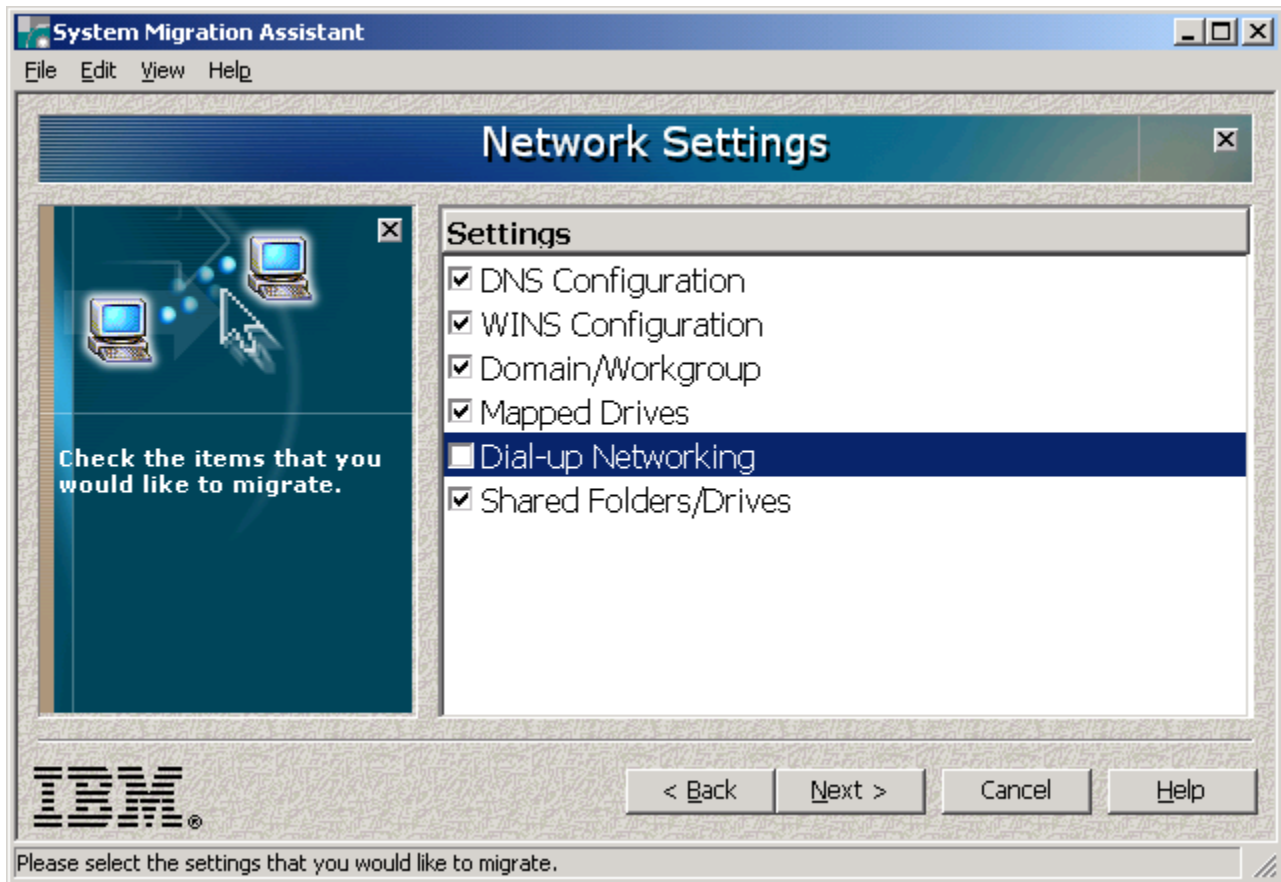 System Migration Assistant
File Edit View Help
Network Settings
Check the items that you
would like to migrate.
Settings
DNS Configuration
WINS Configuration
Domain/Workgroup
Mapped Drives
Dial-up Networking
Shared Folders/Drives
IBM®
< Back Next > Cancel Help
Please select the settings that you would like to migrate.